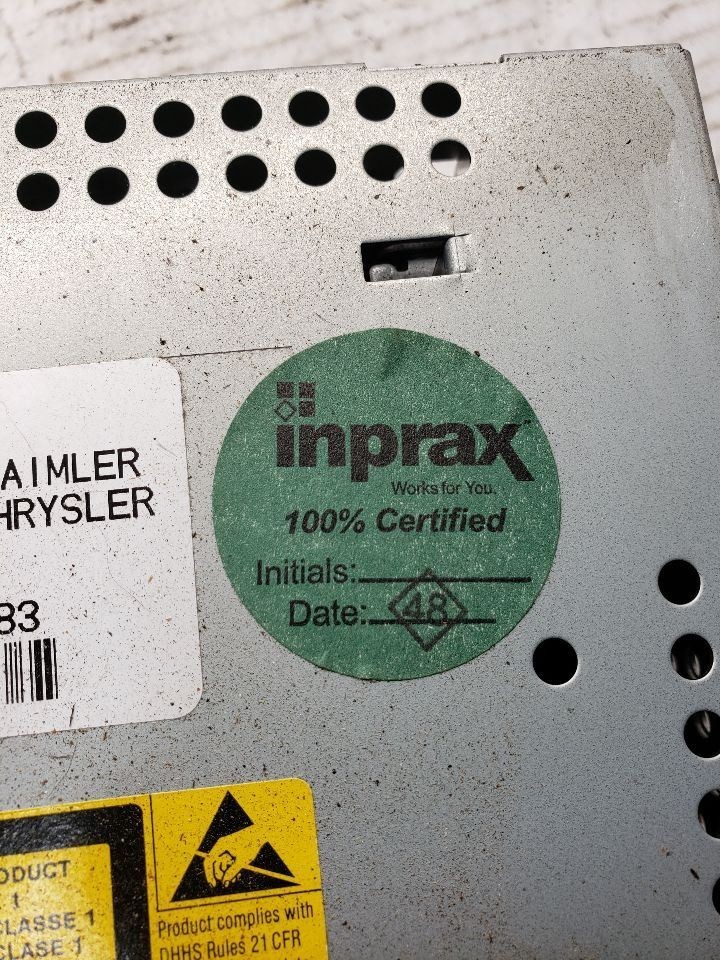 AIMLER
HRYSLER
83
inprax™
Works for You.
100% Certified
Initials:
Date: 48
ODUCT
1
CLASSE 1
CLASE 1
Product complies with
DHHS Rules 21 CFR